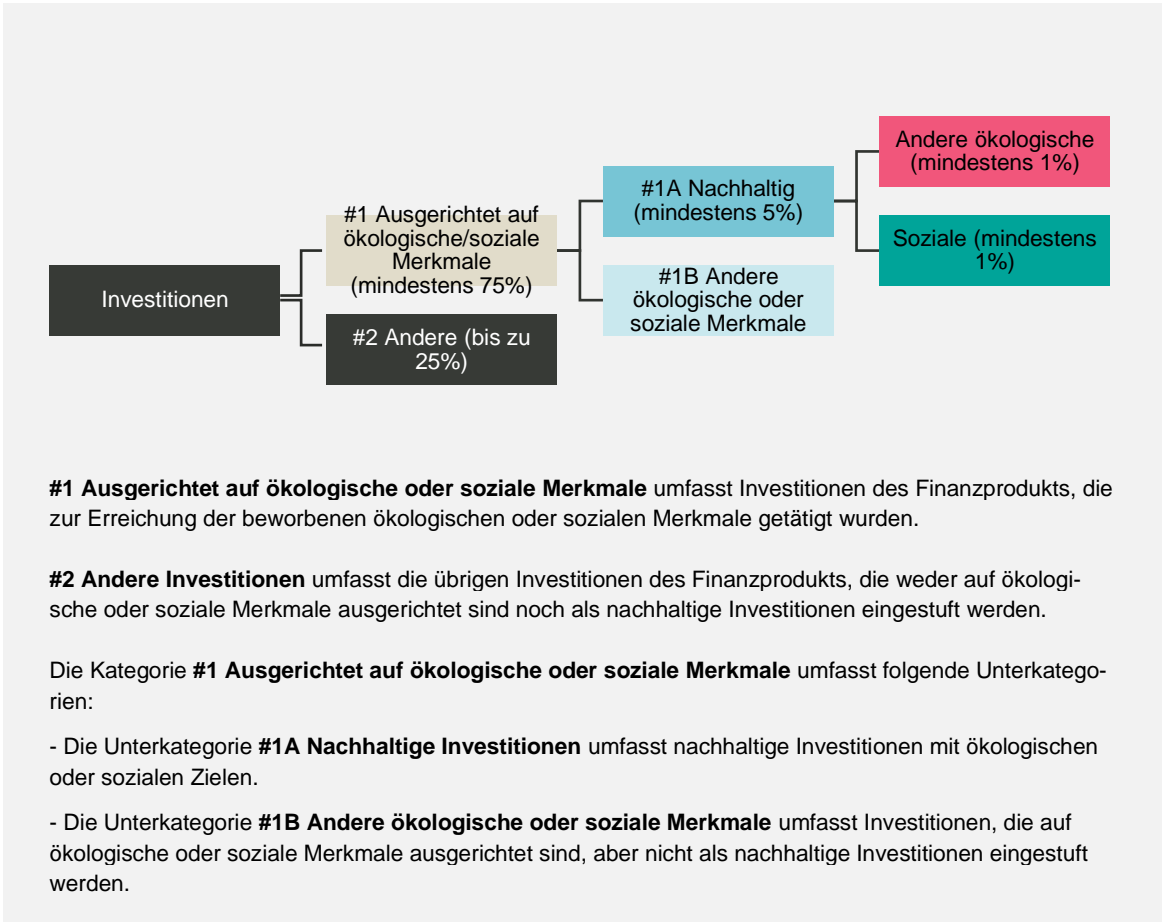 Investitionen
#1 Ausgerichtet auf
ökologische/soziale
Merkmale
(mindestens 75%)
#2 Andere (bis zu
25%)
#1A Nachhaltig
(mindestens 5%)
#1B Andere
ökologische oder
soziale Merkmale
Andere ökologische
(mindestens 1%)
Soziale (mindestens
1%)
#1 Ausgerichtet auf ökologische oder soziale Merkmale umfasst Investitionen des Finanzprodukts, die
zur Erreichung der beworbenen ökologischen oder sozialen Merkmale getätigt wurden.
#2 Andere Investitionen umfasst die übrigen Investitionen des Finanzprodukts, die weder auf ökologi-
sche oder soziale Merkmale ausgerichtet sind noch als nachhaltige Investitionen eingestuft werden.
Die Kategorie #1 Ausgerichtet auf ökologische oder soziale Merkmale umfasst folgende Unterkatego-
rien:
- Die Unterkategorie #1A Nachhaltige Investitionen umfasst nachhaltige Investitionen mit ökologischen
oder sozialen Zielen.
- Die Unterkategorie #1B Andere ökologische oder soziale Merkmale umfasst Investitionen, die auf
ökologische oder soziale Merkmale ausgerichtet sind, aber nicht als nachhaltige Investitionen eingestuft
werden.